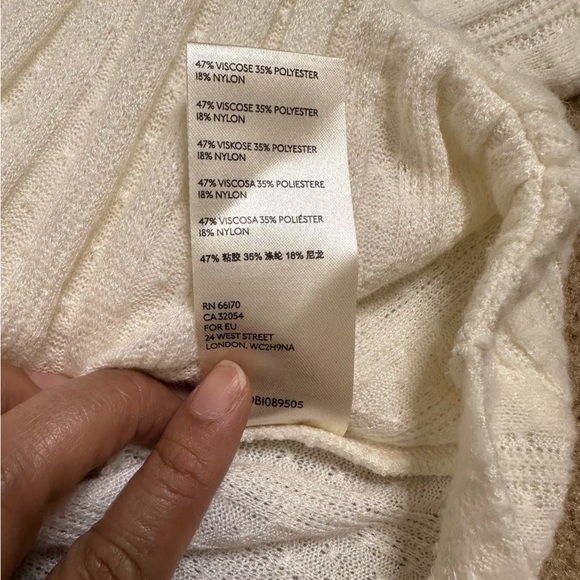 47% VISCOSE 35% POLYESTER
18% NYLON
47% VISCOSE 35% POLYESTER
18% NYLON
47% VISKOSE 35% POLYESTER
18% NYLON
47% VISCOSA 35% POLIESTERE
18% NYLON
47% VISCOSA 35% POLIÉSTER
18% NYLON
47% 粘胶 35% 涤纶 18% 尼龙
RN 66170
CA 32054
FOR EU
24 WEST STREET
LONDON, WC2H9NA